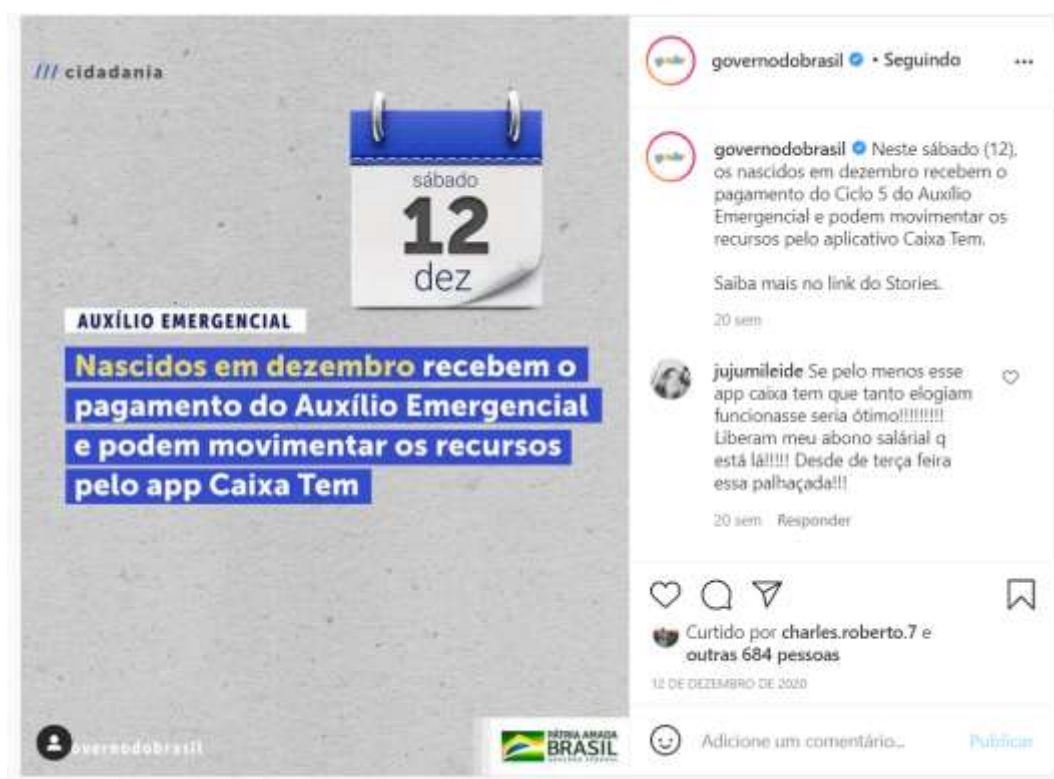 /// cidadania
sábado
12
dez
AUXÍLIO EMERGENCIAL
Nascidos em dezembro recebem o
pagamento do Auxílio Emergencial
e podem movimentar os recursos
pelo app Caixa Tem
overnodobrasil
PÁTRIA AMADA
BRASIL
GOVERNO FEDERAL
governodobrasil • Seguindo
governodobrasil Neste sábado (12),
os nascidos em dezembro recebem o
pagamento do Ciclo 5 do Auxílio
Emergencial e podem movimentar os
recursos pelo aplicativo Caixa Tem.
Saiba mais no link do Stories.
20 sem
jujumileide Se pelo menos esse
app caixa tem que tanto elogiam
funcionasse seria ótimo!!!!!!!!!
Liberam meu abono salárial q
está lá!!!!! Desde de terça feira
essa palhaçada!!!
20 sem Responder
Curtido por charles.roberto.7 e
outras 684 pessoas
12 DE DEZEMBRO DE 2020
Adicione um comentário...
Publicar